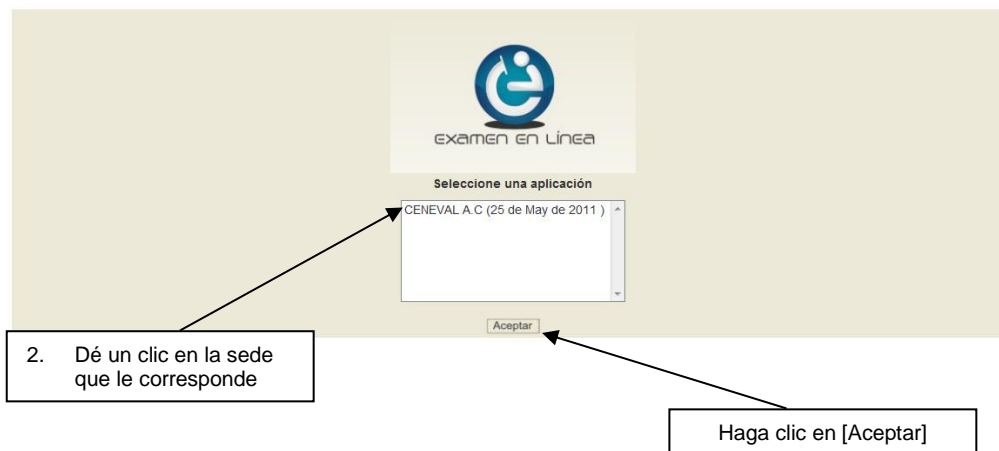 examen en Línea
Seleccione una aplicación
CENEVAL A.C (25 de May de 2011 )
Aceptar
2. Dé un clic en la sede
que le corresponde
Haga clic en [Aceptar]